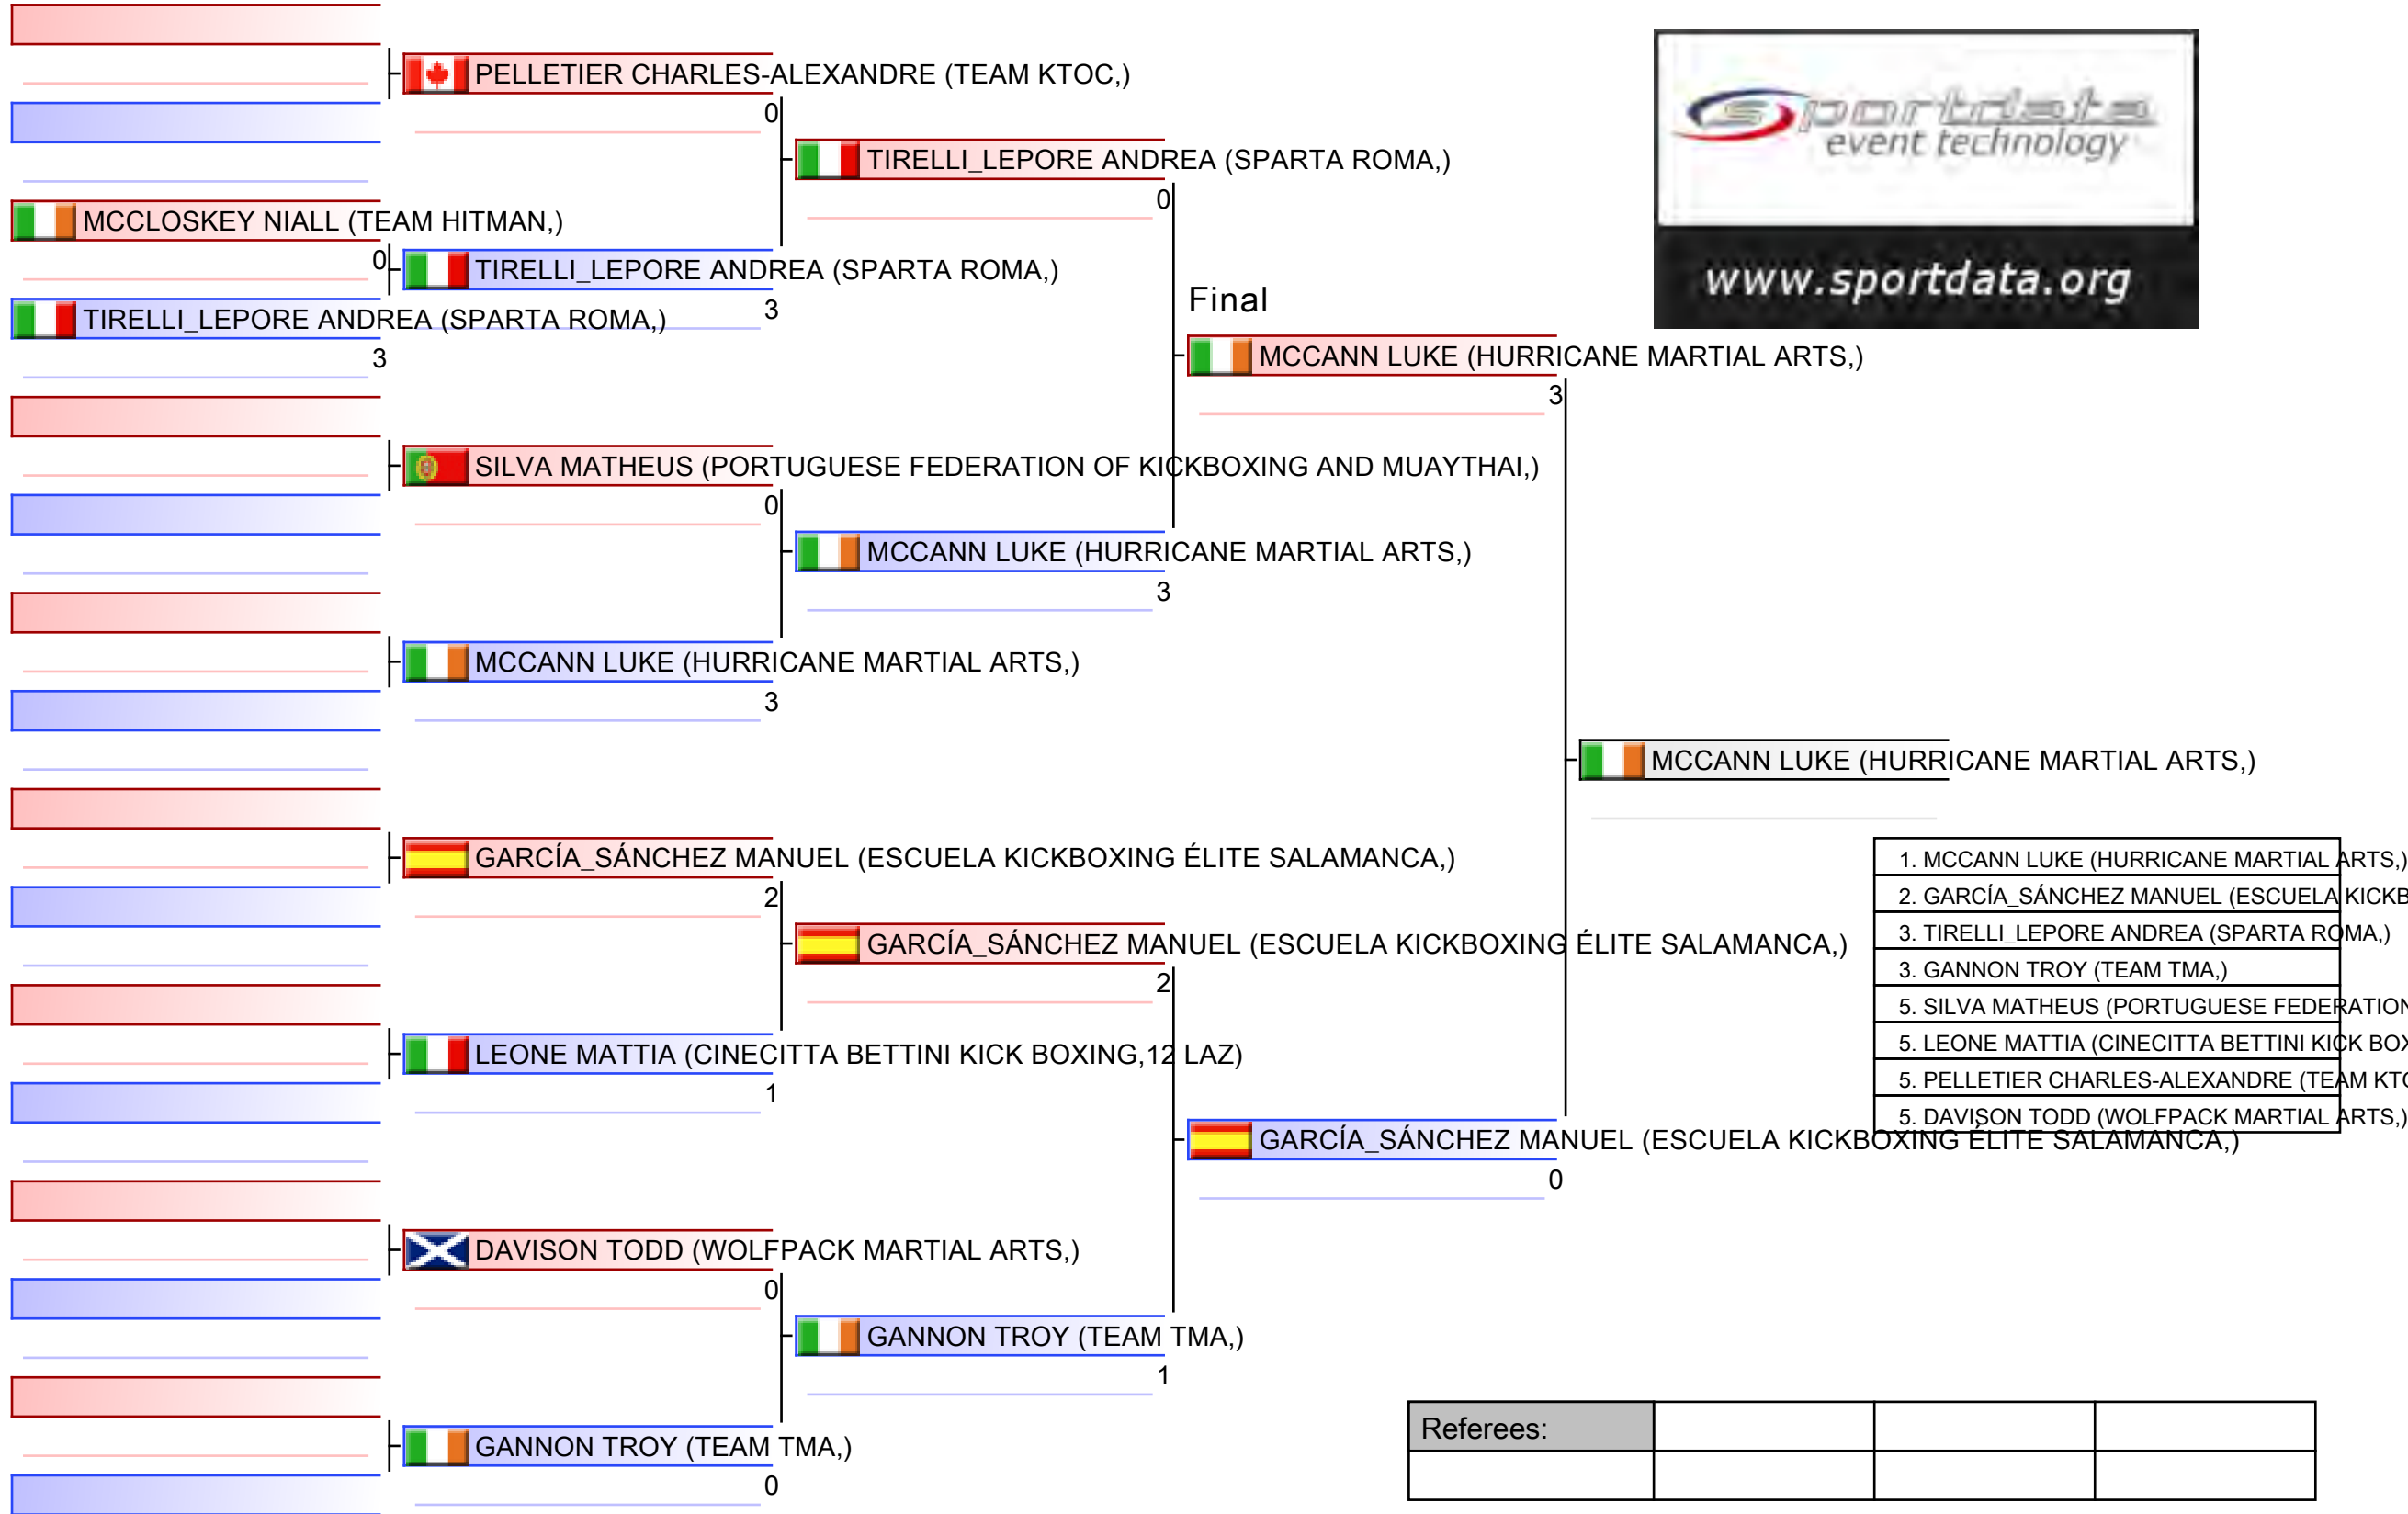 PELLETIER CHARLES-ALEXANDRE (TEAM KTOC,)
0
TIRELLI_LEPORE ANDREA (SPARTA ROMA,)
0
MCCLOSKEY NIALL (TEAM HITMAN,)
0
TIRELLI_LEPORE ANDREA (SPARTA ROMA,)
3
TIRELLI_LEPORE ANDREA (SPARTA ROMA,)
3
sportdata
event technology
www.sportdata.org
Final
MCCANN LUKE (HURRICANE MARTIAL ARTS,)
3
SILVA MATHEUS (PORTUGUESE FEDERATION OF KICKBOXING AND MUAYTHAI,)
0
MCCANN LUKE (HURRICANE MARTIAL ARTS,)
3
MCCANN LUKE (HURRICANE MARTIAL ARTS,)
3
MCCANN LUKE (HURRICANE MARTIAL ARTS,)
GARCÍA_SÁNCHEZ MANUEL (ESCUELA KICKBOXING ÉLITE SALAMANCA,)
2
GARCÍA_SÁNCHEZ MANUEL (ESCUELA KICKBOXING ÉLITE SALAMANCA,)
2
LEONE MATTIA (CINECITTA BETTINI KICK BOXING,12 LAZ)
1
1. MCCANN LUKE (HURRICANE MARTIAL ARTS,)
2. GARCÍA_SÁNCHEZ MANUEL (ESCUELA KICKB
3. TIRELLI_LEPORE ANDREA (SPARTA ROMA,)
3. GANNON TROY (TEAM TMA,)
5. SILVA MATHEUS (PORTUGUESE FEDERATION
5. LEONE MATTIA (CINECITTA BETTINI KICK BOX
5. PELLETIER CHARLES-ALEXANDRE (TEAM KTO
5. DAVISON TODD (WOLFPACK MARTIAL ARTS,)
GARCÍA_SÁNCHEZ MANUEL (ESCUELA KICKBOXING ÉLITE SALAMANCA,)
0
DAVISON TODD (WOLFPACK MARTIAL ARTS,)
0
GANNON TROY (TEAM TMA,)
1
GANNON TROY (TEAM TMA,)
0
Referees: